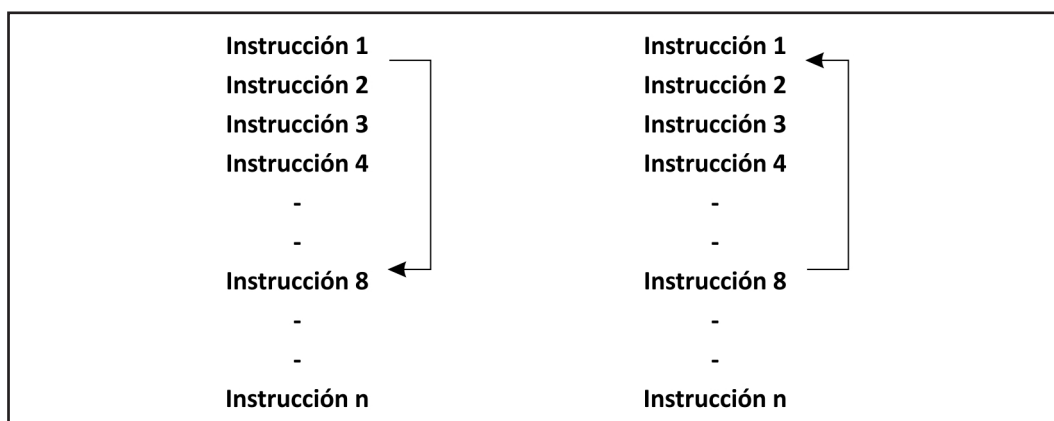 Instrucción 1
Instrucción 2
Instrucción 3
Instrucción 4
-
-
Instrucción 8
-
-
Instrucción n
Instrucción 1
Instrucción 2
Instrucción 3
Instrucción 4
-
-
Instrucción 8
-
-
Instrucción n